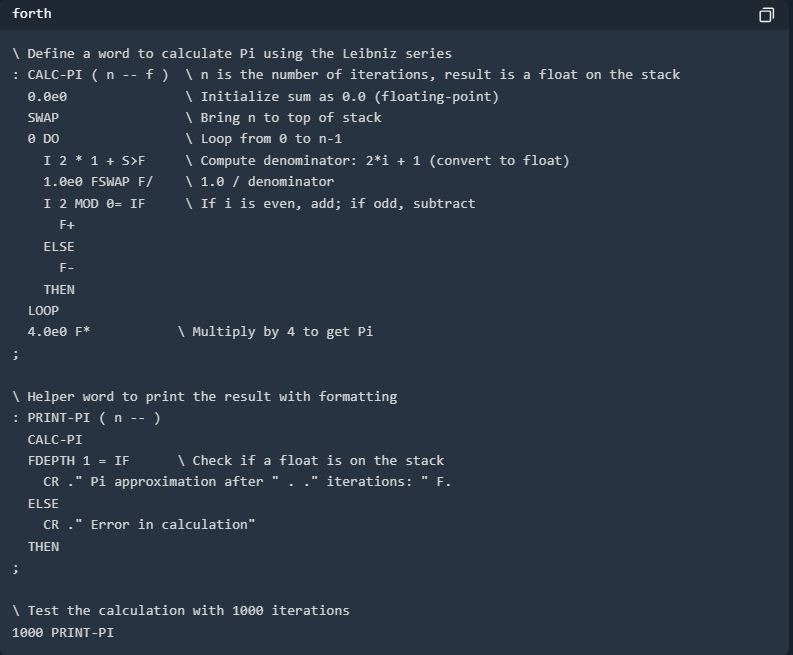 forth
\ Define a word to calculate Pi using the Leibniz series
: CALC-PI ( n -- f )  \ n is the number of iterations, result is a float on the stack
  0.0e0               \ Initialize sum as 0.0 (floating-point)
  SWAP                \ Bring n to top of stack
  0 DO                \ Loop from 0 to n-1
    I 2 * 1 + S>F     \ Compute denominator: 2*i + 1 (convert to float)
    1.0e0 FSWAP F/    \ 1.0 / denominator
    I 2 MOD 0= IF     \ If i is even, add; if odd, subtract
      F+
    ELSE
      F-
    THEN
  LOOP
  4.0e0 F*           \ Multiply by 4 to get Pi
;

\ Helper word to print the result with formatting
: PRINT-PI ( n -- )
  CALC-PI
  FDEPTH 1 = IF      \ Check if a float is on the stack
    CR ." Pi approximation after " . ." iterations: " F.
  ELSE
    CR ." Error in calculation"
  THEN
;

\ Test the calculation with 1000 iterations
1000 PRINT-PI